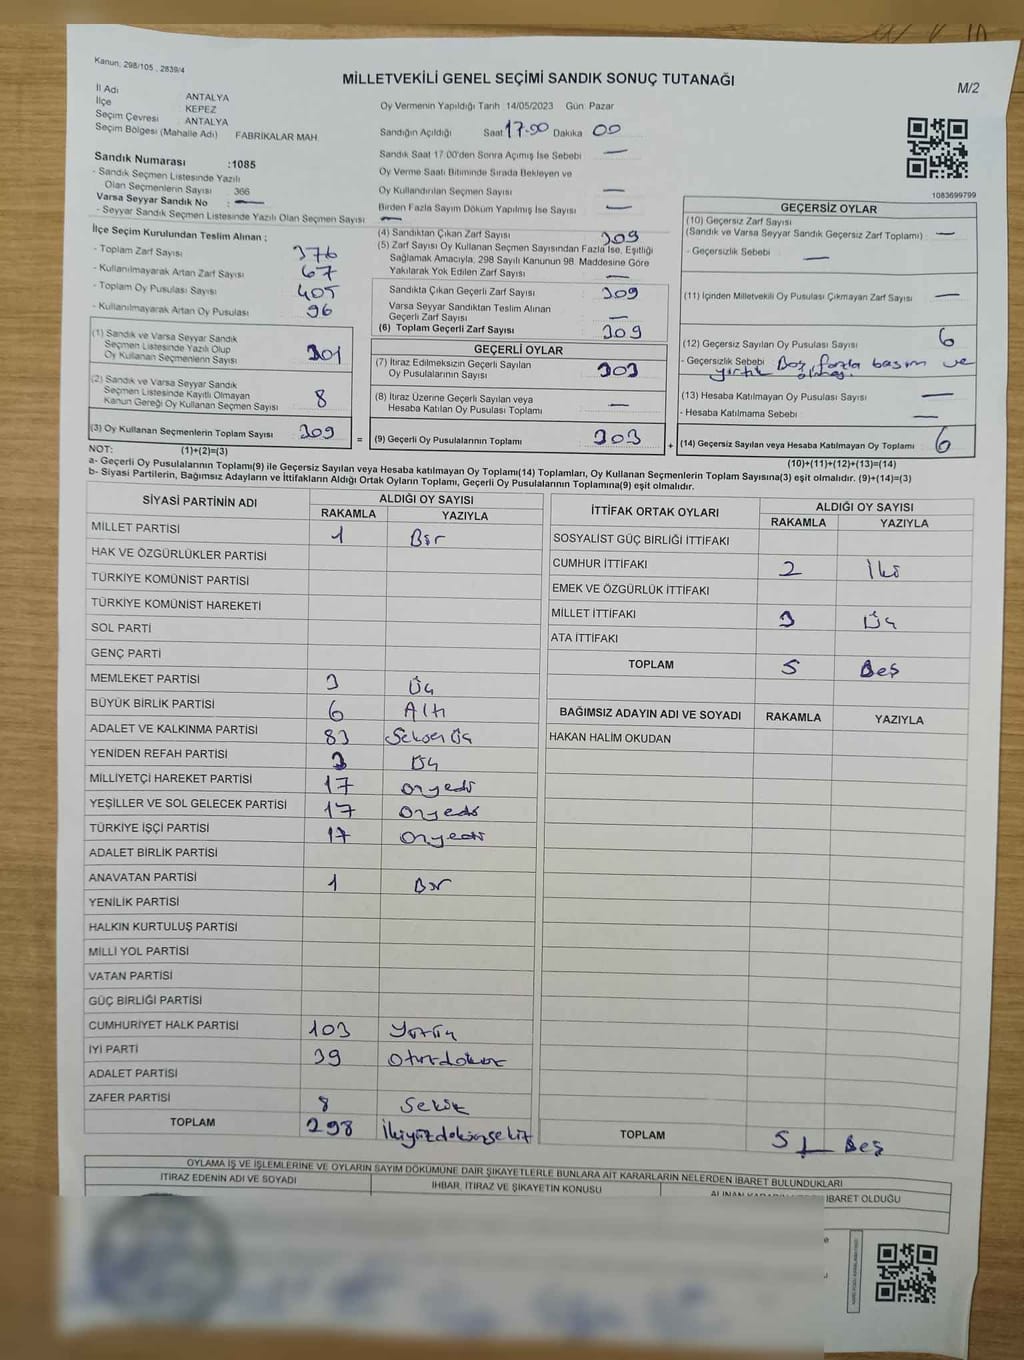 Kanun, 298/105 , 2839/4
MİLLETVEKİLİ GENEL SEÇİMİ SANDIK SONUÇ TUTANAĞI
M/2
İl Adı ANTALYA
İlçe KEPEZ
Seçim Çevresi ANTALYA
Seçim Bölgesi (Mahalle Adı) FABRİKALAR MAH.
Oy Vermenin Yapıldığı Tarih 14/05/2023 Gün: Pazar
Sandığın Açıldığı Saat 17:00 Dakika 00
Sandık Saat 17:00'den Sonra Açımış İse Sebebi —
Oy Verme Saati Bitiminde Sırada Bekleyen ve
Oy Kullandırılan Seçmen Sayısı —
Birden Fazla Sayım Döküm Yapılmış İse Sayısı —
1083699799
Sandık Numarası :1085
- Sandık Seçmen Listesinde Yazılı
Olan Seçmenlerin Sayısı : 366
Varsa Seyyar Sandık No : —
- Seyyar Sandık Seçmen Listesinde Yazılı Olan Seçmen Sayısı —
İlçe Seçim Kurulundan Teslim Alınan ;
- Toplam Zarf Sayısı 376
- Kullanılmayarak Artan Zarf Sayısı 67
- Toplam Oy Pusulası Sayısı 405
- Kullanılmayarak Artan Oy Pusulası 96
(1) Sandık ve Varsa Seyyar Sandık
Seçmen Listesinde Yazılı Olup
Oy Kullanan Seçmenlerin Sayısı 301
(2) Sandık ve Varsa Seyyar Sandık
Seçmen Listesinde Kayıtlı Olmayan
Kanun Gereği Oy Kullanan Seçmen Sayısı 8
(3) Oy Kullanan Seçmenlerin Toplam Sayısı 309
(4) Sandıktan Çıkan Zarf Sayısı 309
(5) Zarf Sayısı Oy Kullanan Seçmen Sayısından Fazla İse, Eşitliği
Sağlamak Amacıyla, 298 Sayılı Kanunun 98. Maddesine Göre
Yakılarak Yok Edilen Zarf Sayısı —
Sandıkta Çıkan Geçerli Zarf Sayısı 309
Varsa Seyyar Sandıktan Teslim Alınan
Geçerli Zarf Sayısı —
(6) Toplam Geçerli Zarf Sayısı 309
GEÇERLİ OYLAR
(7) İtiraz Edilmeksizin Geçerli Sayılan
Oy Pusulalarının Sayısı 303
(8) İtiraz Üzerine Geçerli Sayılan veya
Hesaba Katılan Oy Pusulası Toplamı —
= (9) Geçerli Oy Pusulalarının Toplamı 303
GEÇERSİZ OYLAR
(10) Geçersiz Zarf Sayısı
(Sandık ve Varsa Seyyar Sandık Geçersiz Zarf Toplamı) —
- Geçersizlik Sebebi —
(11) İçinden Milletvekili Oy Pusulası Çıkmayan Zarf Sayısı —
(12) Geçersiz Sayılan Oy Pusulası Sayısı 6
- Geçersizlik Sebebi Boş, fazla basım ve
yırtık olması.
(13) Hesaba Katılmayan Oy Pusulası Sayısı —
- Hesaba Katılmama Sebebi —
+ (14) Geçersiz Sayılan veya Hesaba Katılmayan Oy Toplamı 6
NOT: (1)+(2)=(3)
(10)+(11)+(12)+(13)=(14)
a- Geçerli Oy Pusulalarının Toplamı(9) ile Geçersiz Sayılan veya Hesaba katılmayan Oy Toplamı(14) Toplamları, Oy Kullanan Seçmenlerin Toplam Sayısına(3) eşit olmalıdır. (9)+(14)=(3)
b- Siyasi Partilerin, Bağımsız Adayların ve İttifakların Aldığı Ortak Oyların Toplamı, Geçerli Oy Pusulalarının Toplamına(9) eşit olmalıdır.
SİYASİ PARTİNİN ADI ALDIĞI OY SAYISI
RAKAMLA YAZIYLA
MİLLET PARTİSİ 1 Bir
HAK VE ÖZGÜRLÜKLER PARTİSİ
TÜRKİYE KOMÜNİST PARTİSİ
TÜRKİYE KOMÜNİST HAREKETİ
SOL PARTİ
GENÇ PARTİ
MEMLEKET PARTİSİ 3 Üç
BÜYÜK BİRLİK PARTİSİ 6 Altı
ADALET VE KALKINMA PARTİSİ 83 Seksen Üç
YENİDEN REFAH PARTİSİ 3 Üç
MİLLİYETÇİ HAREKET PARTİSİ 17 onyedi
YEŞİLLER VE SOL GELECEK PARTİSİ 17 onyedi
TÜRKİYE İŞÇİ PARTİSİ 17 onyedi
ADALET BİRLİK PARTİSİ
ANAVATAN PARTİSİ 1 Bir
YENİLİK PARTİSİ
HALKIN KURTULUŞ PARTİSİ
MİLLİ YOL PARTİSİ
VATAN PARTİSİ
GÜÇ BİRLİĞİ PARTİSİ
CUMHURİYET HALK PARTİSİ 103 Yüzüç
İYİ PARTİ 39 Otuzdokuz
ADALET PARTİSİ
ZAFER PARTİSİ 8 Sekiz
TOPLAM 298 İkiyüzdoksansekiz
İTTİFAK ORTAK OYLARI ALDIĞI OY SAYISI
RAKAMLA YAZIYLA
SOSYALİST GÜÇ BİRLİĞİ İTTİFAKI
CUMHUR İTTİFAKI 2 İki
EMEK VE ÖZGÜRLÜK İTTİFAKI
MİLLET İTTİFAKI 3 Üç
ATA İTTİFAKI
TOPLAM 5 Beş
BAĞIMSIZ ADAYIN ADI VE SOYADI RAKAMLA YAZIYLA
HAKAN HALİM OKUDAN
TOPLAM 5 Beş
OYLAMA İŞ VE İŞLEMLERİNE VE OYLARIN SAYIM DÖKÜMÜNE DAİR ŞİKAYETLERLE BUNLARA AİT KARARLARIN NELERDEN İBARET BULUNDUKLARI
İTİRAZ EDENİN ADI VE SOYADI İHBAR, İTİRAZ VE ŞİKAYETİN KONUSU İBARET OLDUĞU